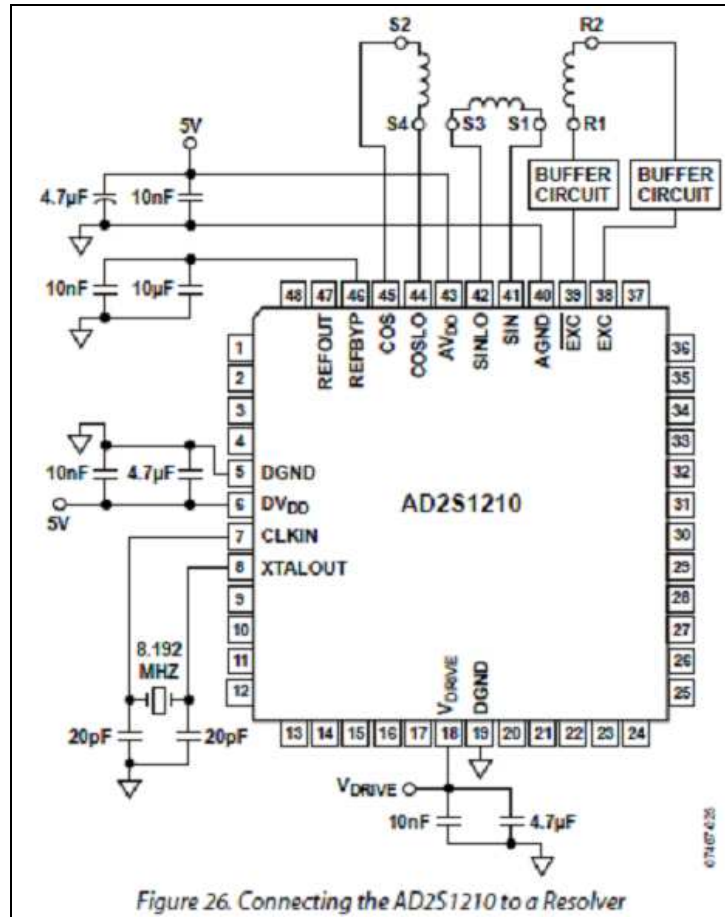 S2
R2
S4
S3
S1
R1
5V
BUFFER CIRCUIT
BUFFER CIRCUIT
4.7µF
10nF
10nF
10µF
48 47 46 45 44 43 42 41 40 39 38 37
REFOUT
REFBYP
COS
COSLO
AVDD
SINLO
SIN
AGND
EXC
EXC
1
2
3
4
5
6
7
8
9
10
11
12
36
35
34
33
32
31
30
29
28
27
26
25
10nF
4.7µF
5V
DGND
DVDD
CLKIN
XTALOUT
AD2S1210
8.192
MHZ
20pF
20pF
VDRIVE
DGND
13 14 15 16 17 18 19 20 21 22 23 24
VDRIVE
10nF
4.7µF
07467-026
Figure 26. Connecting the AD2S1210 to a Resolver